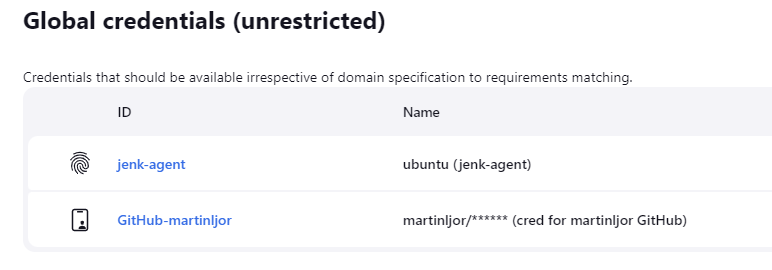 Global credentials (unrestricted)
Credentials that should be available irrespective of domain specification to requirements matching.
ID Name
jenk-agent ubuntu (jenk-agent)
GitHub-martinljor martinljor/****** (cred for martinljor GitHub)